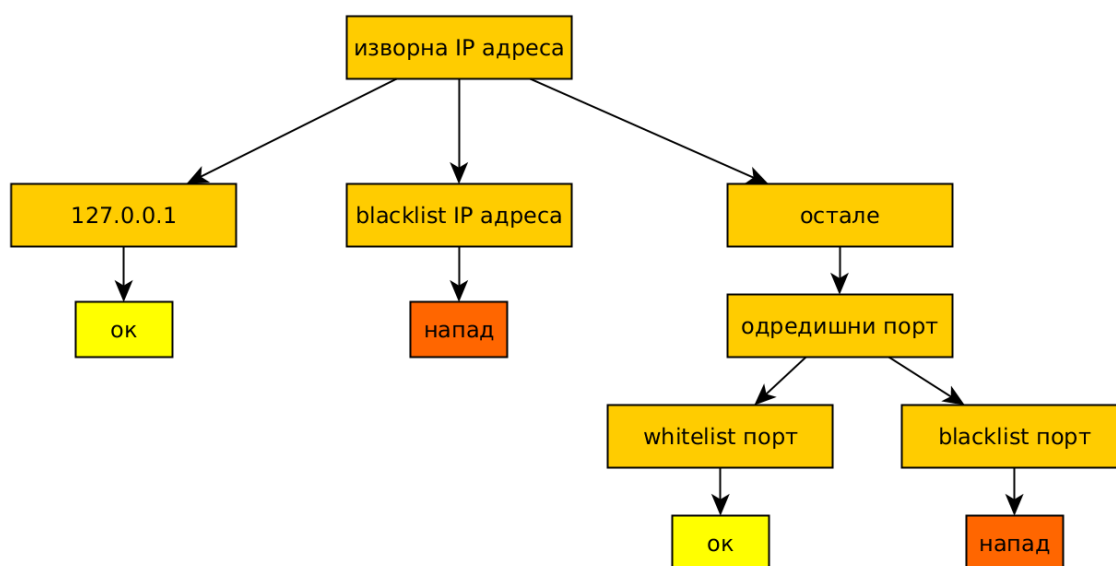 изворна IP адреса
127.0.0.1
blacklist IP адреса
остале
ок
напад
одредишни порт
whitelist порт
blacklist порт
ок
напад